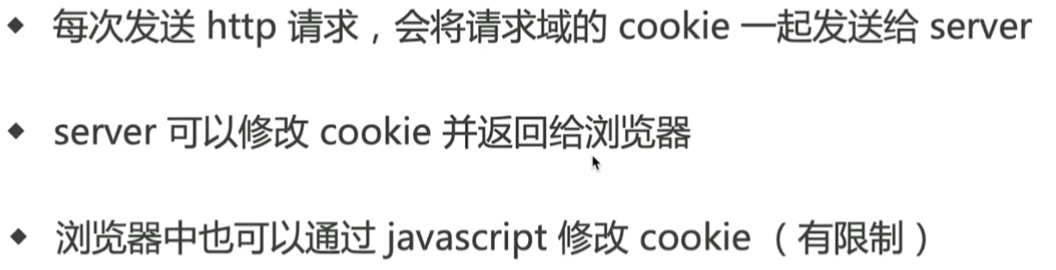 ◆ 每次发送 http 请求，会将请求域的 cookie 一起发送给 server
◆ server 可以修改 cookie 并返回给浏览器
◆ 浏览器中也可以通过 javascript 修改 cookie （有限制）